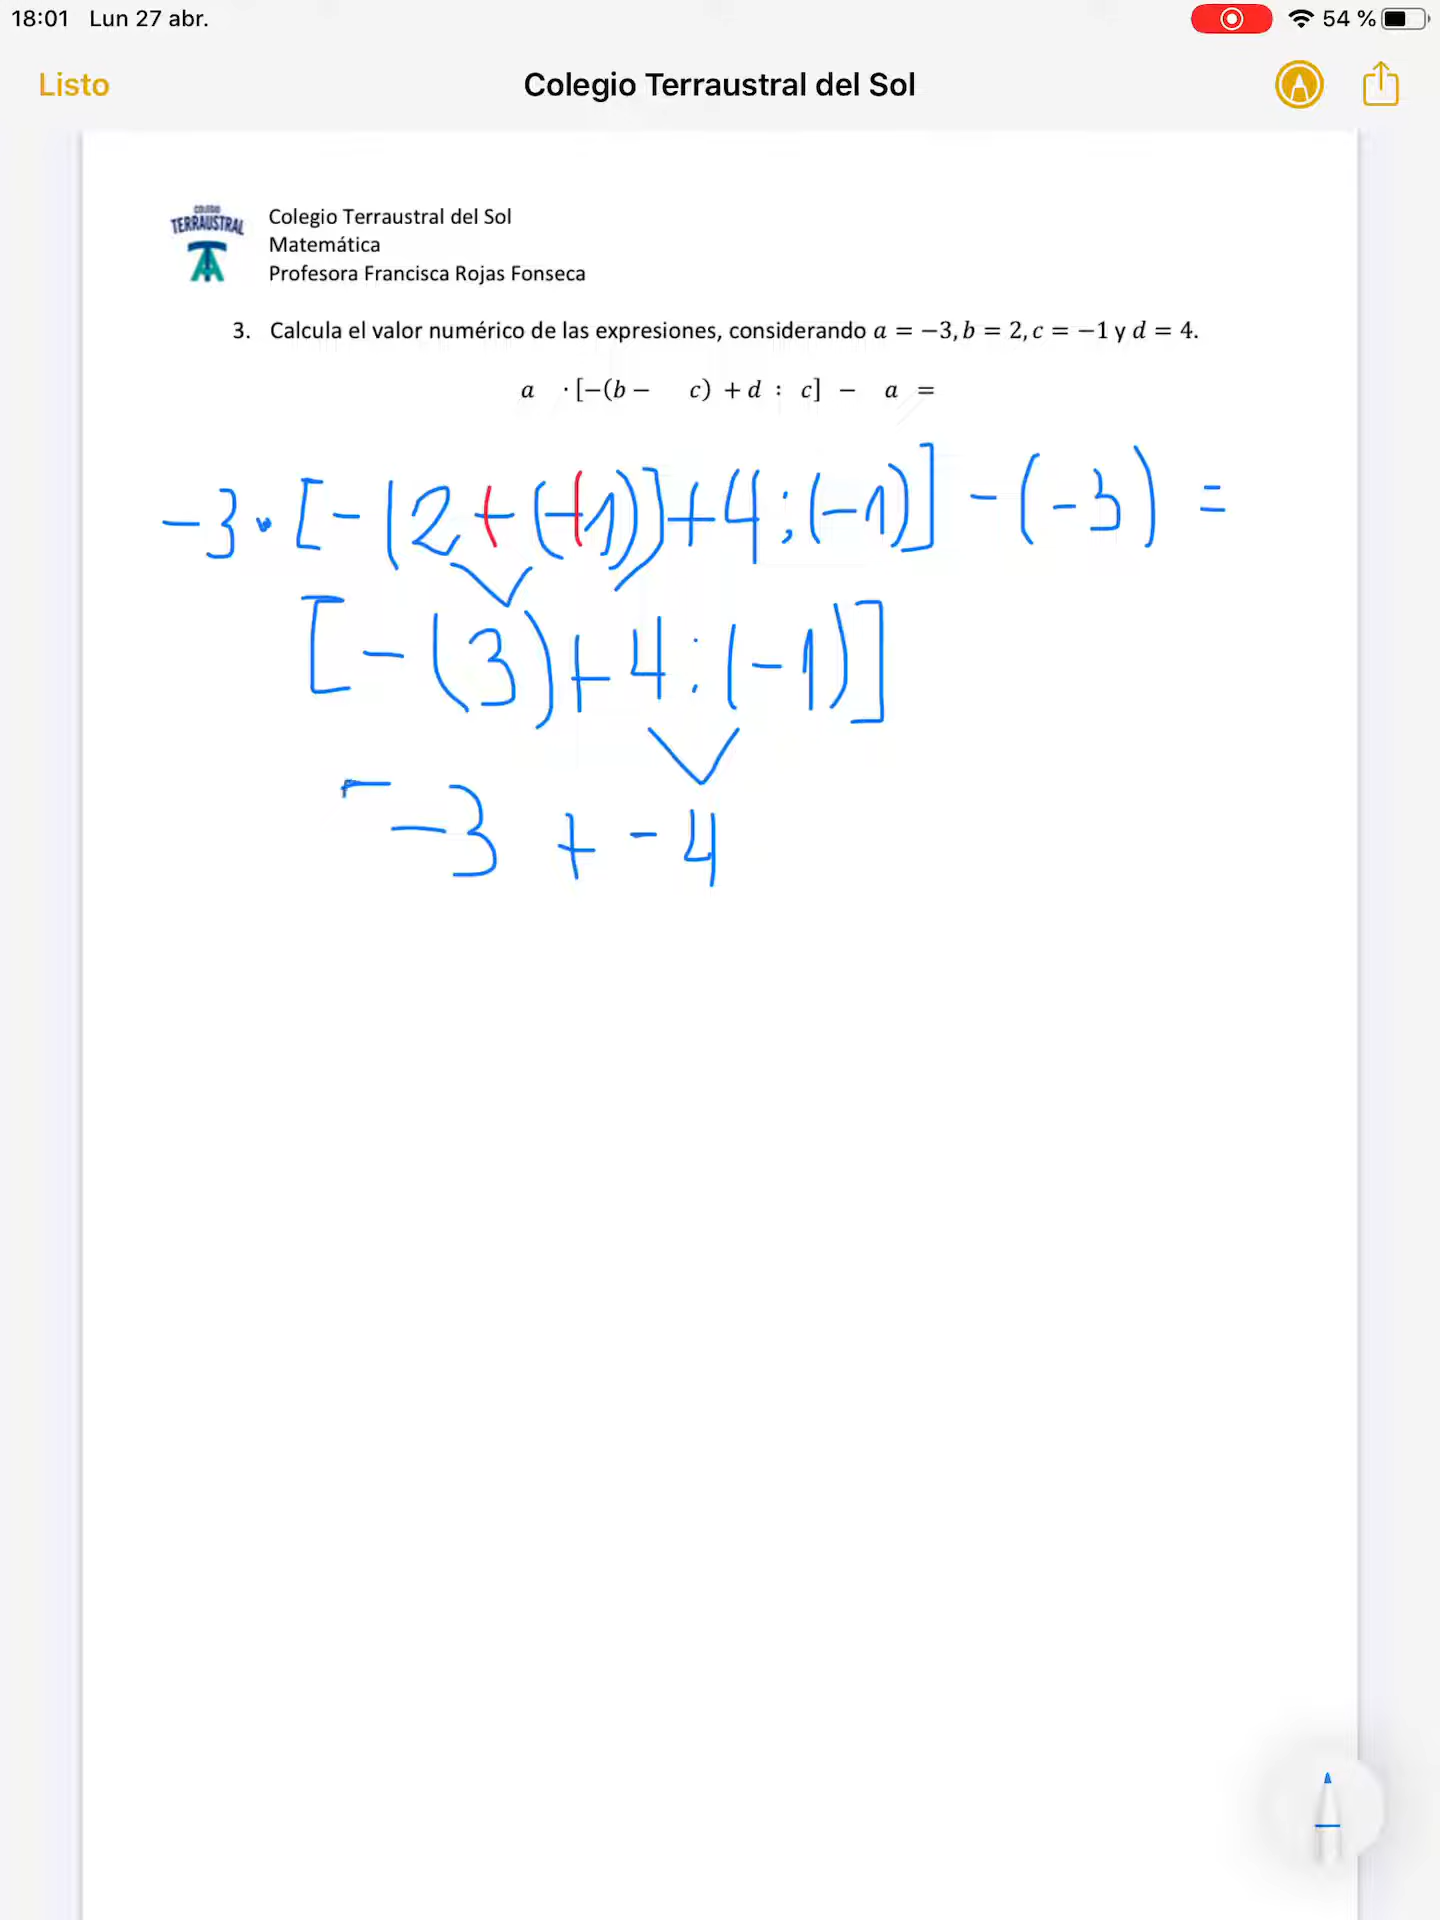 18:01 Lun 27 abr. 54 %
Listo Colegio Terraustral del Sol
COLEGIO
TERRAUSTRAL
Colegio Terraustral del Sol
Matemática
Profesora Francisca Rojas Fonseca
3. Calcula el valor numérico de las expresiones, considerando a = −3, b = 2, c = −1 y d = 4.
a · [−(b − c) + d : c] − a =
-3 · [-(2 + (+1)) + 4 : (-1)] - (-3) =
[-(3) + 4 : (-1)]
-3 + -4